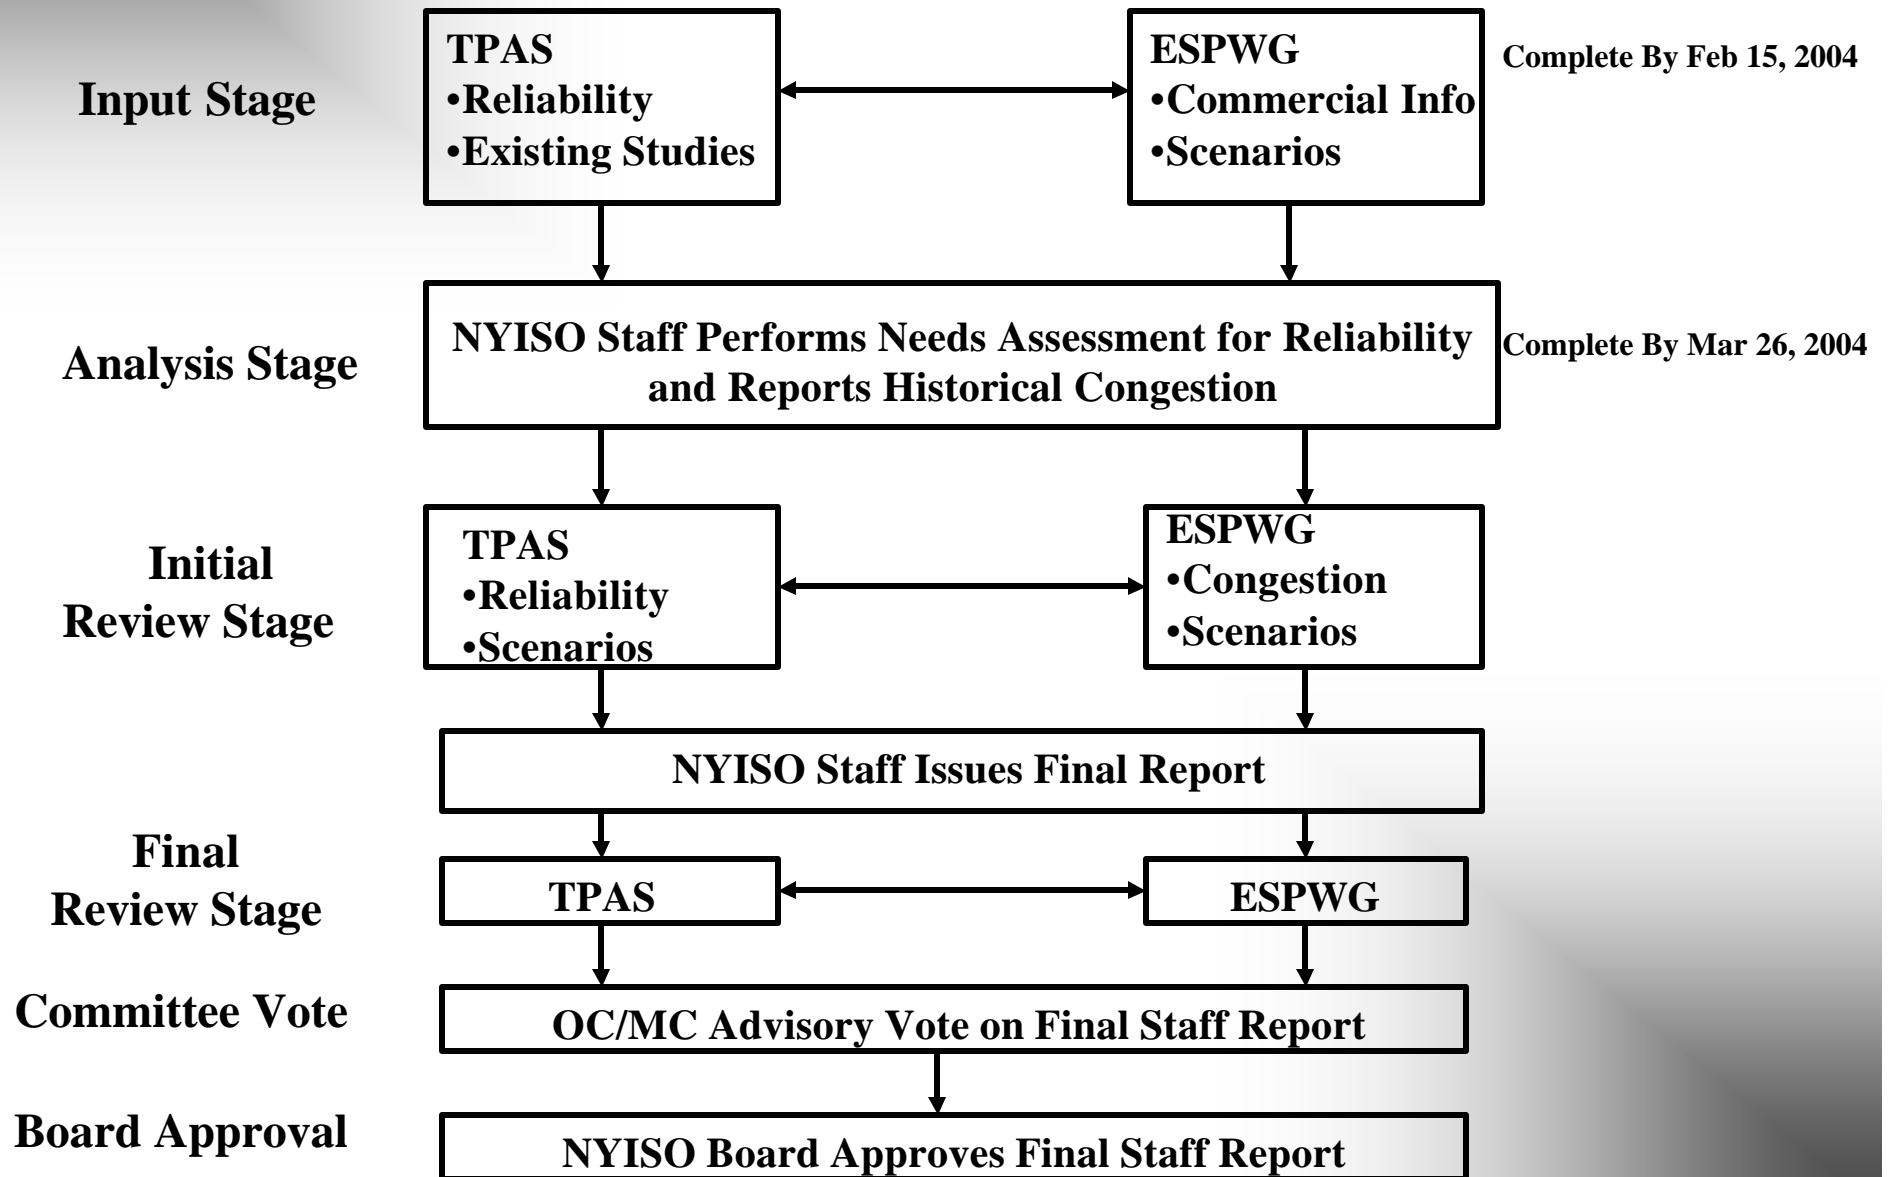 Input Stage
TPAS
•Reliability
•Existing Studies
ESPWG
•Commercial Info
•Scenarios
Complete By Feb 15, 2004
Analysis Stage
NYISO Staff Performs Needs Assessment for Reliability
and Reports Historical Congestion
Complete By Mar 26, 2004
Initial
Review Stage
TPAS
•Reliability
•Scenarios
ESPWG
•Congestion
•Scenarios
NYISO Staff Issues Final Report
Final
Review Stage
TPAS
ESPWG
Committee Vote
OC/MC Advisory Vote on Final Staff Report
Board Approval
NYISO Board Approves Final Staff Report